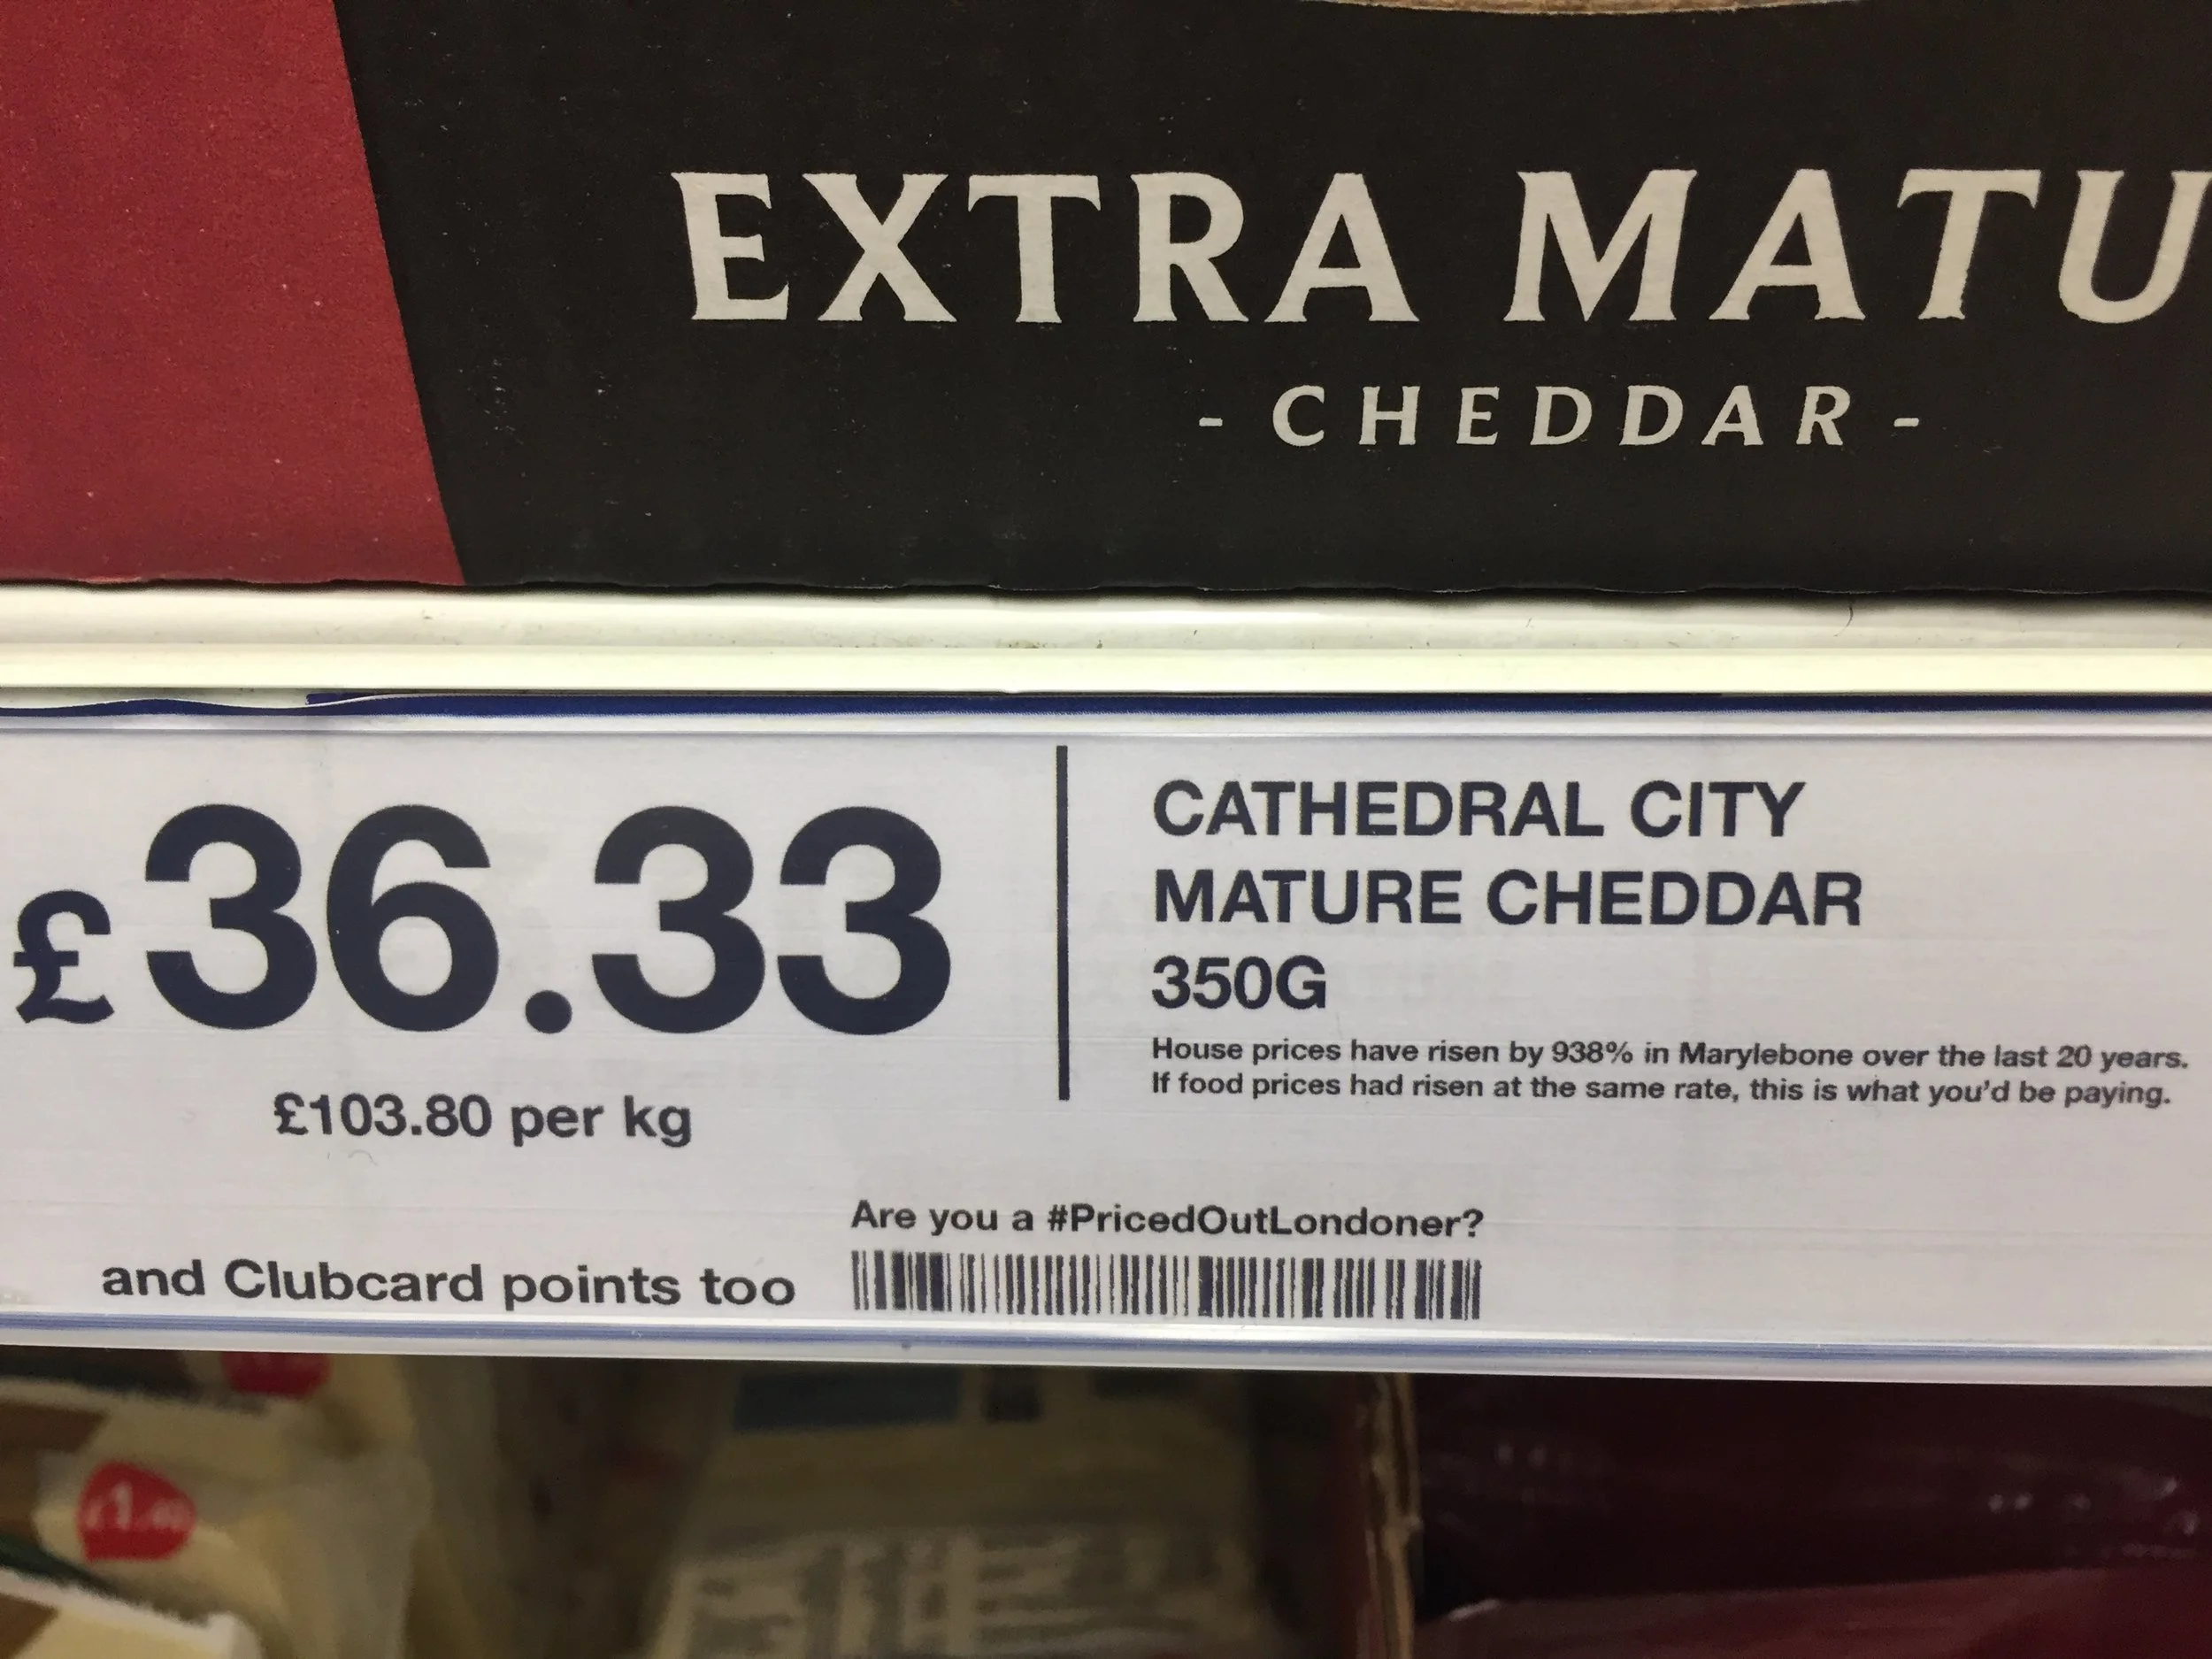 EXTRA MATU
- CHEDDAR -
£36.33
£103.80 per kg
CATHEDRAL CITY
MATURE CHEDDAR
350G
House prices have risen by 938% in Marylebone over the last 20 years.
If food prices had risen at the same rate, this is what you'd be paying.
Are you a #PricedOutLondoner?
and Clubcard points too